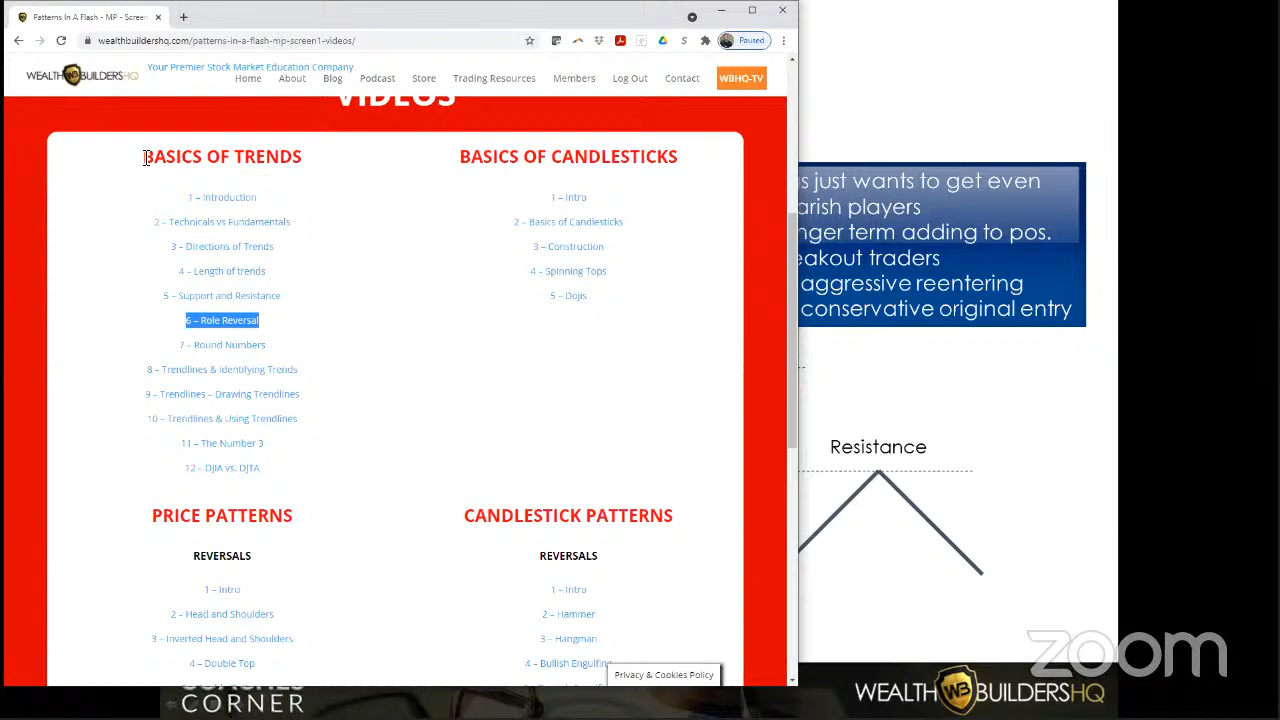 Patterns In A Flash - MP - Screen
wealthbuildershq.com/patterns-in-a-flash-mp-screen1-videos/
Paused
WEALTH WB BUILDERSHQ
Your Premier Stock Market Education Company
Home About Blog Podcast Store Trading Resources Members Log Out Contact WBHQ-TV
VIDEOS
BASICS OF TRENDS
1 – Introduction
2 – Technicals vs Fundamentals
3 – Directions of Trends
4 – Length of trends
5 – Support and Resistance
6 – Role Reversal
7 – Round Numbers
8 – Trendlines & Identifying Trends
9 – Trendlines – Drawing Trendlines
10 – Trendlines & Using Trendlines
11 – The Number 3
12 – DJIA vs. DJTA
BASICS OF CANDLESTICKS
1 – Intro
2 – Basics of Candlesticks
3 – Construction
4 – Spinning Tops
5 – Dojis
PRICE PATTERNS
REVERSALS
1 – Intro
2 – Head and Shoulders
3 – Inverted Head and Shoulders
4 – Double Top
CANDLESTICK PATTERNS
REVERSALS
1 – Intro
2 – Hammer
3 – Hangman
4 – Bullish Engulfing
Privacy & Cookies Policy
just wants to get even
players
adding to pos.
traders
aggressive reentering
conservative original entry
Resistance
zoom
COACHES
CORNER
WEALTH WB BUILDERSHQ